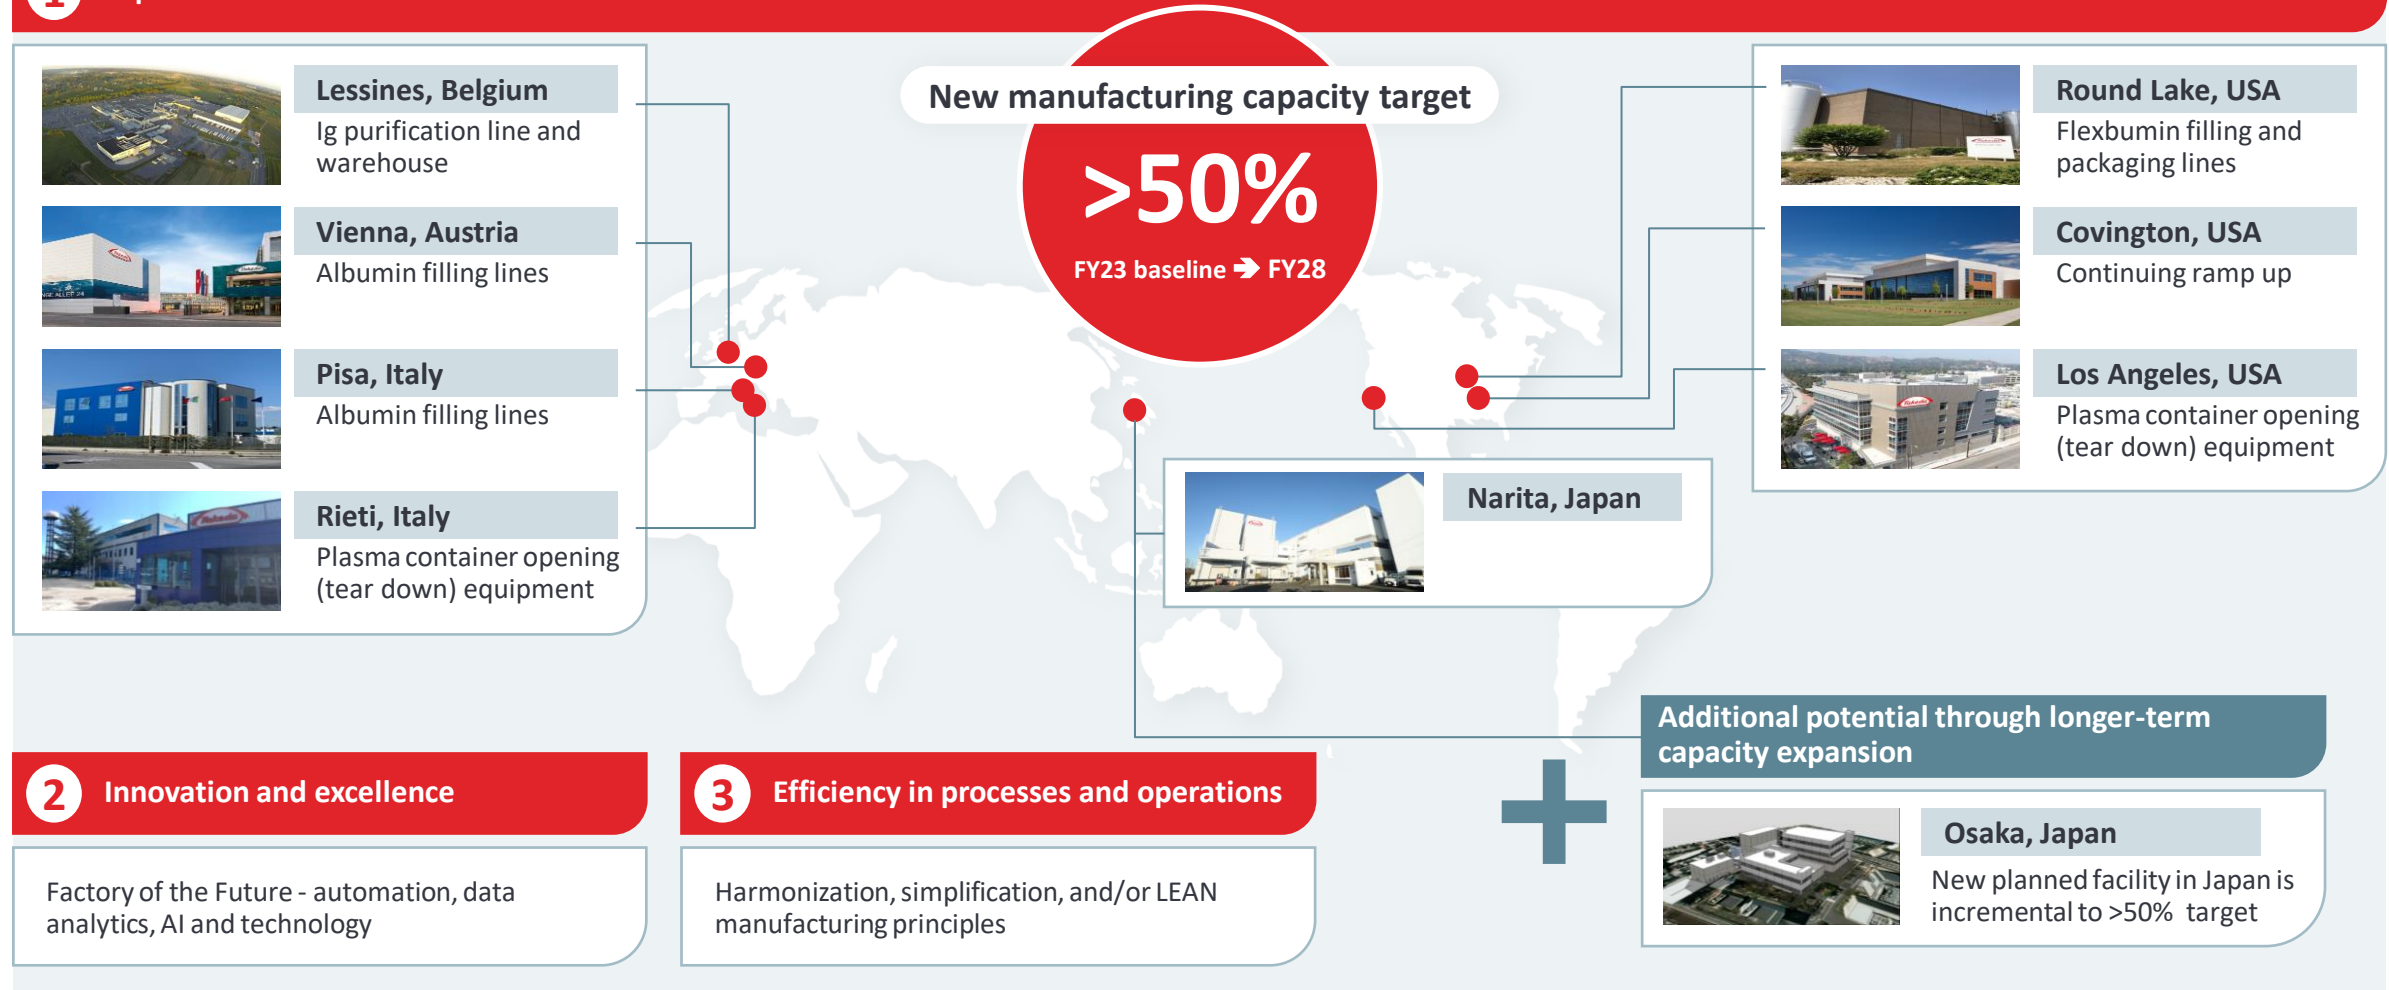 1
Lessines, Belgium
Ig purification line and
warehouse
Vienna, Austria
Albumin filling lines
Pisa, Italy
Albumin filling lines
Rieti, Italy
Plasma container opening
(tear down) equipment
New manufacturing capacity target
>50%
FY23 baseline ➔ FY28
Round Lake, USA
Flexbumin filling and
packaging lines
Covington, USA
Continuing ramp up
Los Angeles, USA
Plasma container opening
(tear down) equipment
Narita, Japan
2 Innovation and excellence
Factory of the Future - automation, data
analytics, AI and technology
3 Efficiency in processes and operations
Harmonization, simplification, and/or LEAN
manufacturing principles
Additional potential through longer-term
capacity expansion
Osaka, Japan
New planned facility in Japan is
incremental to >50% target